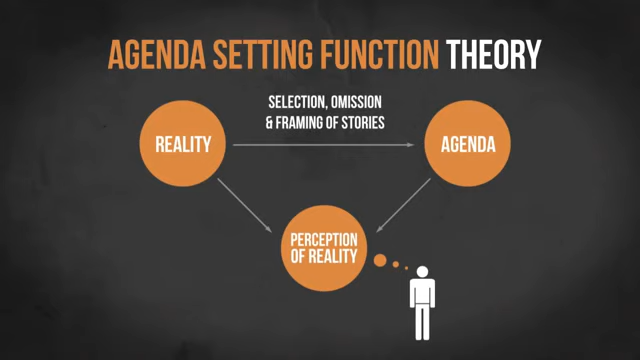 AGENDA SETTING FUNCTION THEORY
SELECTION, OMISSION
& FRAMING OF STORIES
REALITY
AGENDA
PERCEPTION
OF REALITY